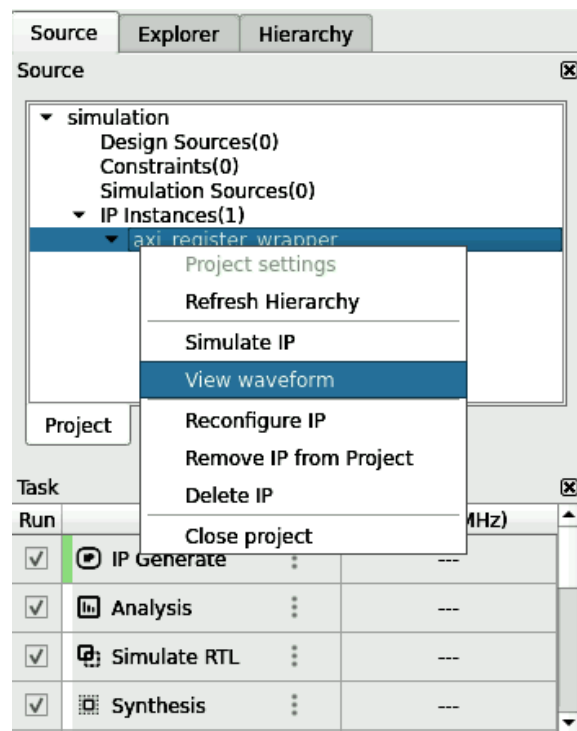 Source Explorer Hierarchy
Source
simulation
Design Sources(0)
Constraints(0)
Simulation Sources(0)
IP Instances(1)
axi_register_wrapper
Project settings
Refresh Hierarchy
Simulate IP
View waveform
Reconfigure IP
Remove IP from Project
Delete IP
Close project
Project
Task
Run MHz)
IP Generate ---
Analysis ---
Simulate RTL ---
Synthesis ---